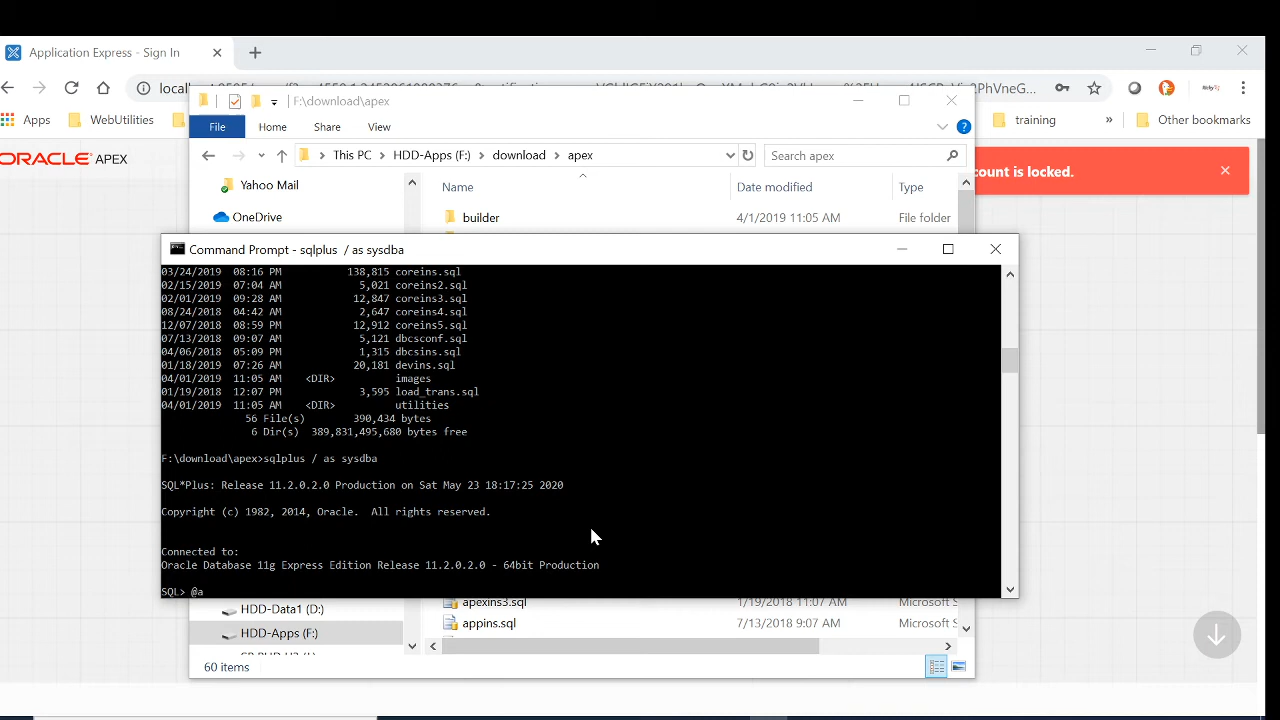 Application Express - Sign In
Apps
WebUtilities
training
»
Other bookmarks
ORACLE APEX
count is locked.
F:\download\apex
File
Home
Share
View
This PC > HDD-Apps (F:) > download > apex
Search apex
Yahoo Mail
OneDrive
Name
Date modified
Type
builder
4/1/2019 11:05 AM
File folder
Command Prompt - sqlplus / as sysdba
03/24/2019 08:16 PM 138,815 coreins.sql
02/15/2019 07:04 AM 5,021 coreins2.sql
02/01/2019 09:28 AM 12,847 coreins3.sql
08/24/2018 04:42 AM 2,647 coreins4.sql
12/07/2018 08:59 PM 12,912 coreins5.sql
07/13/2018 09:07 AM 5,121 dbcsconf.sql
04/06/2018 05:09 PM 1,315 dbcsins.sql
01/18/2019 07:26 AM 20,181 devins.sql
04/01/2019 11:05 AM <DIR> images
01/19/2018 12:07 PM 3,595 load_trans.sql
04/01/2019 11:05 AM <DIR> utilities
56 File(s) 390,434 bytes
6 Dir(s) 389,831,495,680 bytes free
F:\download\apex>sqlplus / as sysdba
SQL*Plus: Release 11.2.0.2.0 Production on Sat May 23 18:17:25 2020
Copyright (c) 1982, 2014, Oracle. All rights reserved.
Connected to:
Oracle Database 11g Express Edition Release 11.2.0.2.0 - 64bit Production
SQL> @a
HDD-Data1 (D:)
HDD-Apps (F:)
apexins3.sql
1/19/2018 11:07 AM
Microsoft S
appins.sql
7/13/2018 9:07 AM
Microsoft S
60 items